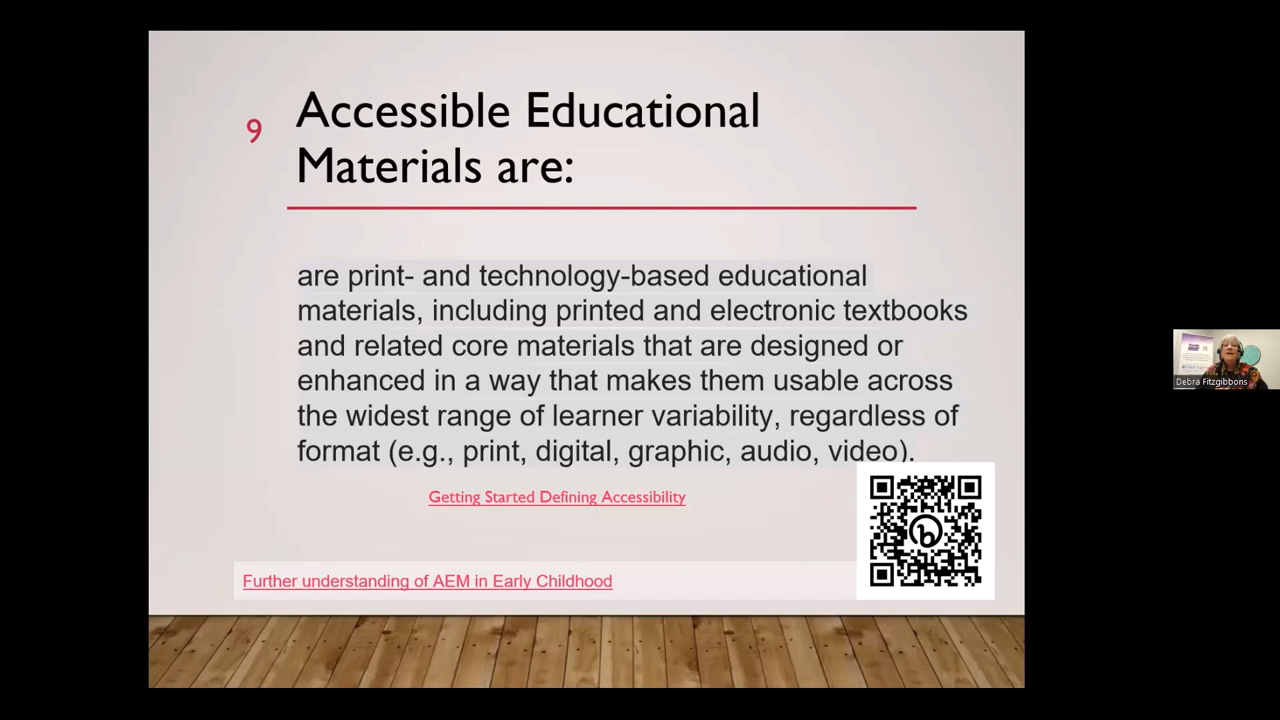 9
Accessible Educational
Materials are:
are print- and technology-based educational
materials, including printed and electronic textbooks
and related core materials that are designed or
enhanced in a way that makes them usable across
the widest range of learner variability, regardless of
format (e.g., print, digital, graphic, audio, video).
Getting Started Defining Accessibility
Further understanding of AEM in Early Childhood
Debra Fitzgibbons